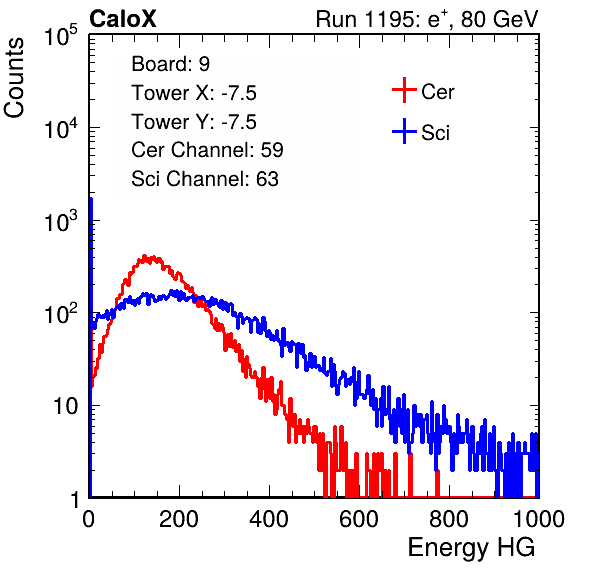 CaloX Run 1195: e⁺, 80 GeV
Counts
10⁵
10⁴
10³
10²
10
1
Board: 9
Tower X: -7.5
Tower Y: -7.5
Cer Channel: 59
Sci Channel: 63
Cer
Sci
0 200 400 600 800 1000
Energy HG